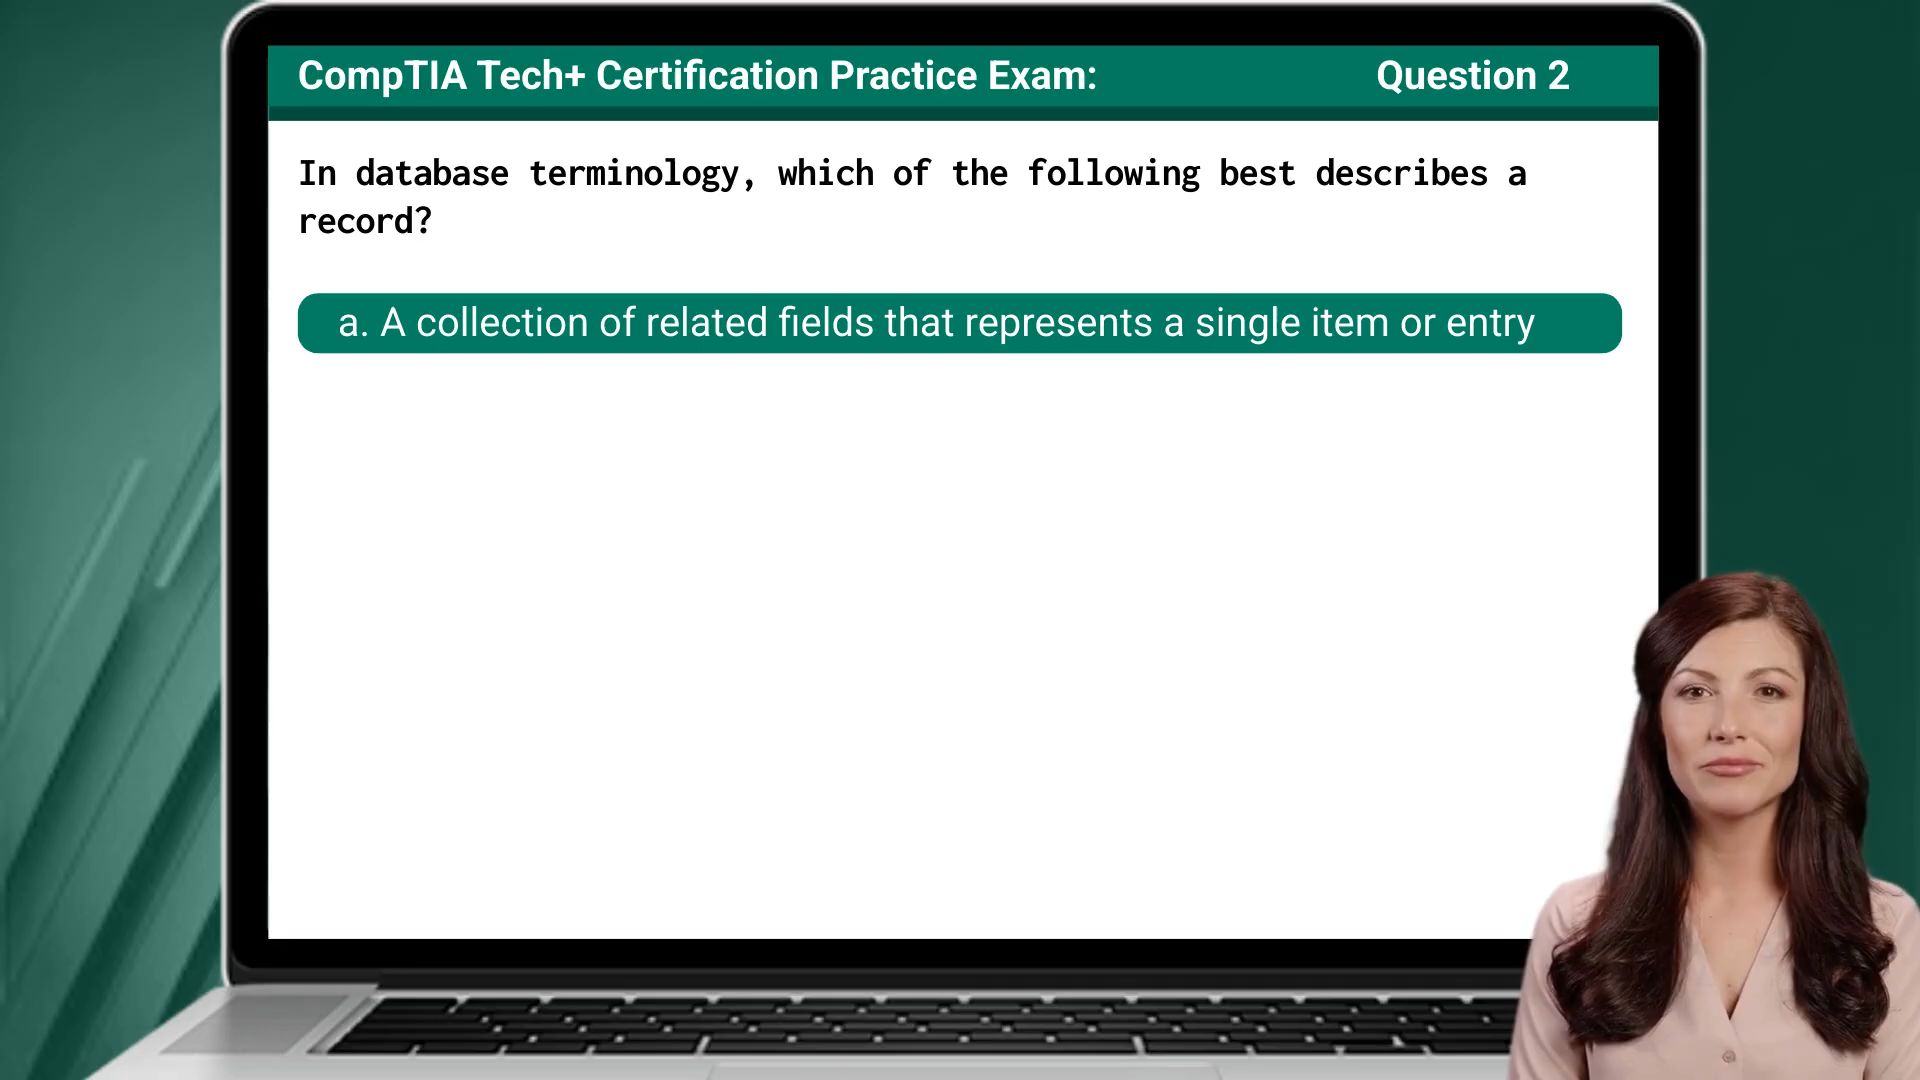 CompTIA Tech+ Certification Practice Exam: Question 2
In database terminology, which of the following best describes a
record?
a. A collection of related fields that represents a single item or entry